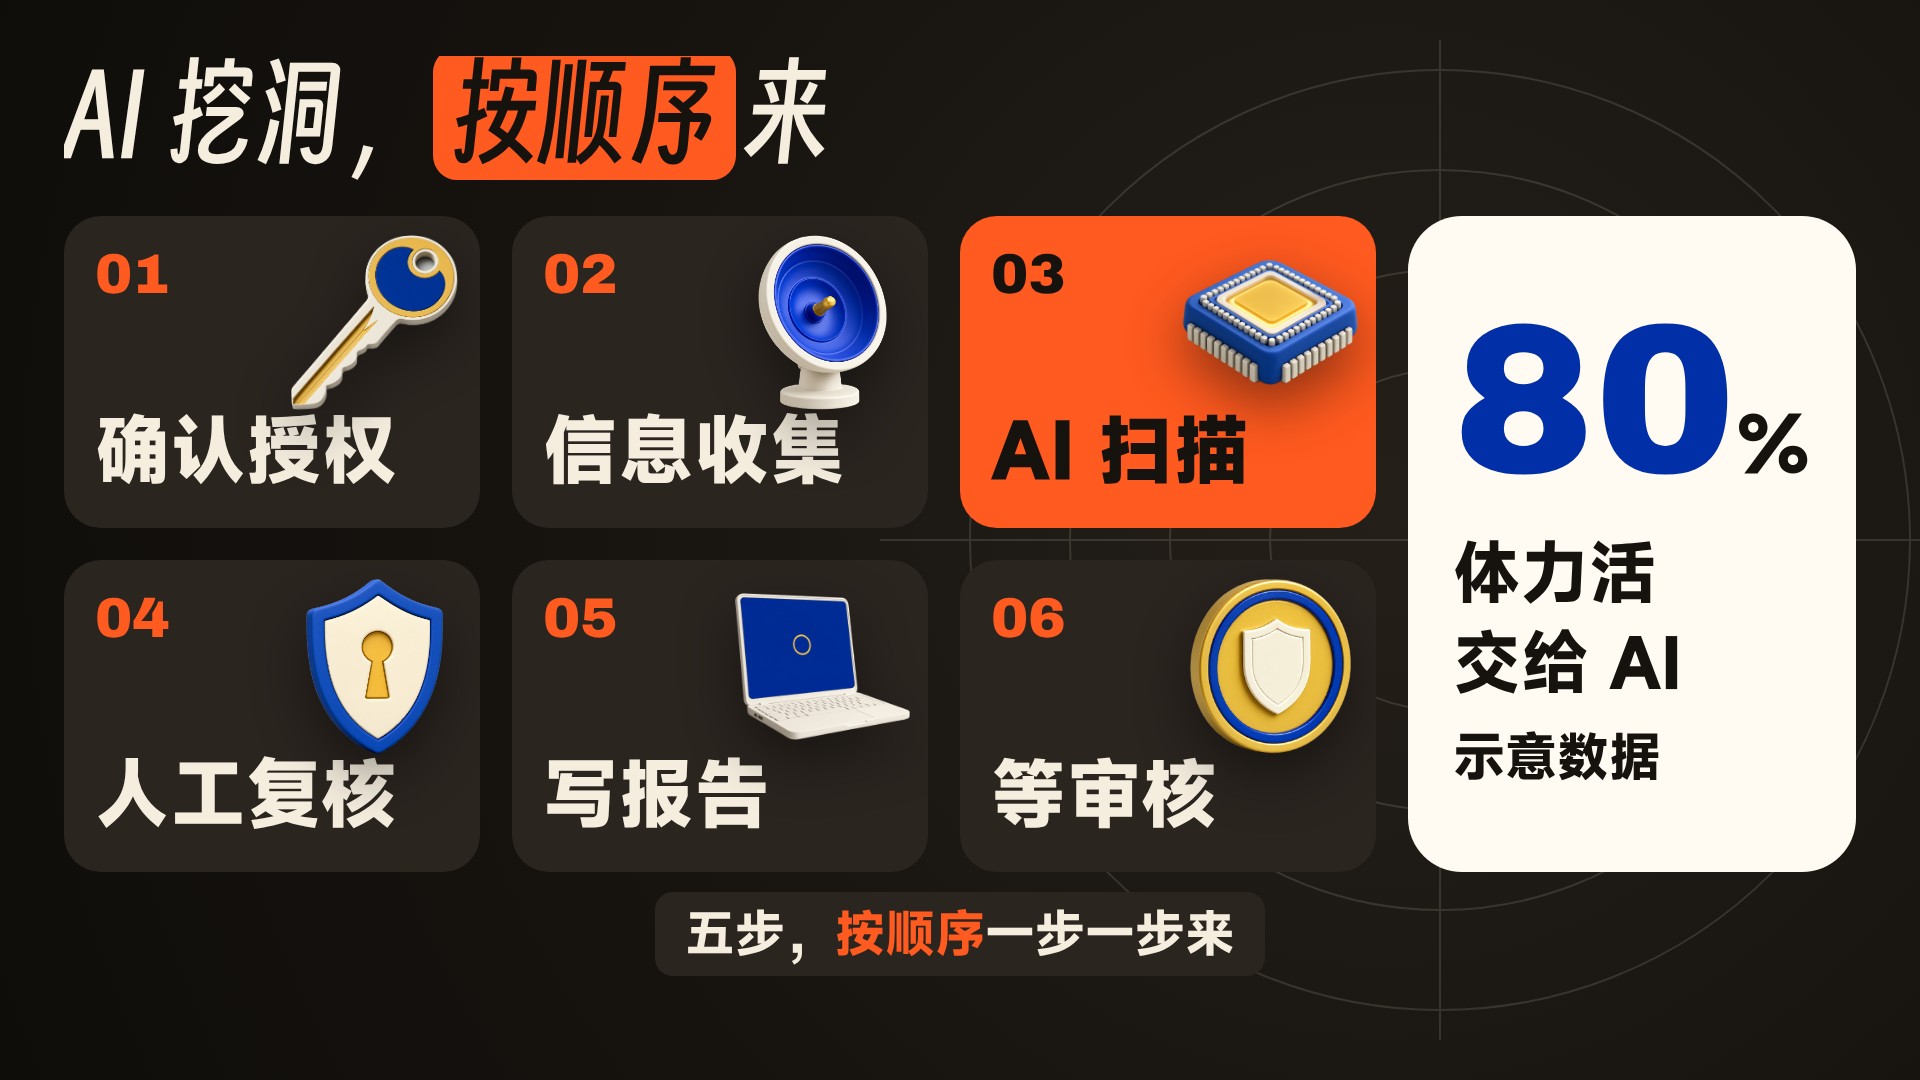 AI 挖洞，按顺序来
01
确认授权
02
信息收集
03
AI 扫描
04
人工复核
05
写报告
06
等审核
80%
体力活
交给 AI
示意数据
五步，按顺序一步一步来